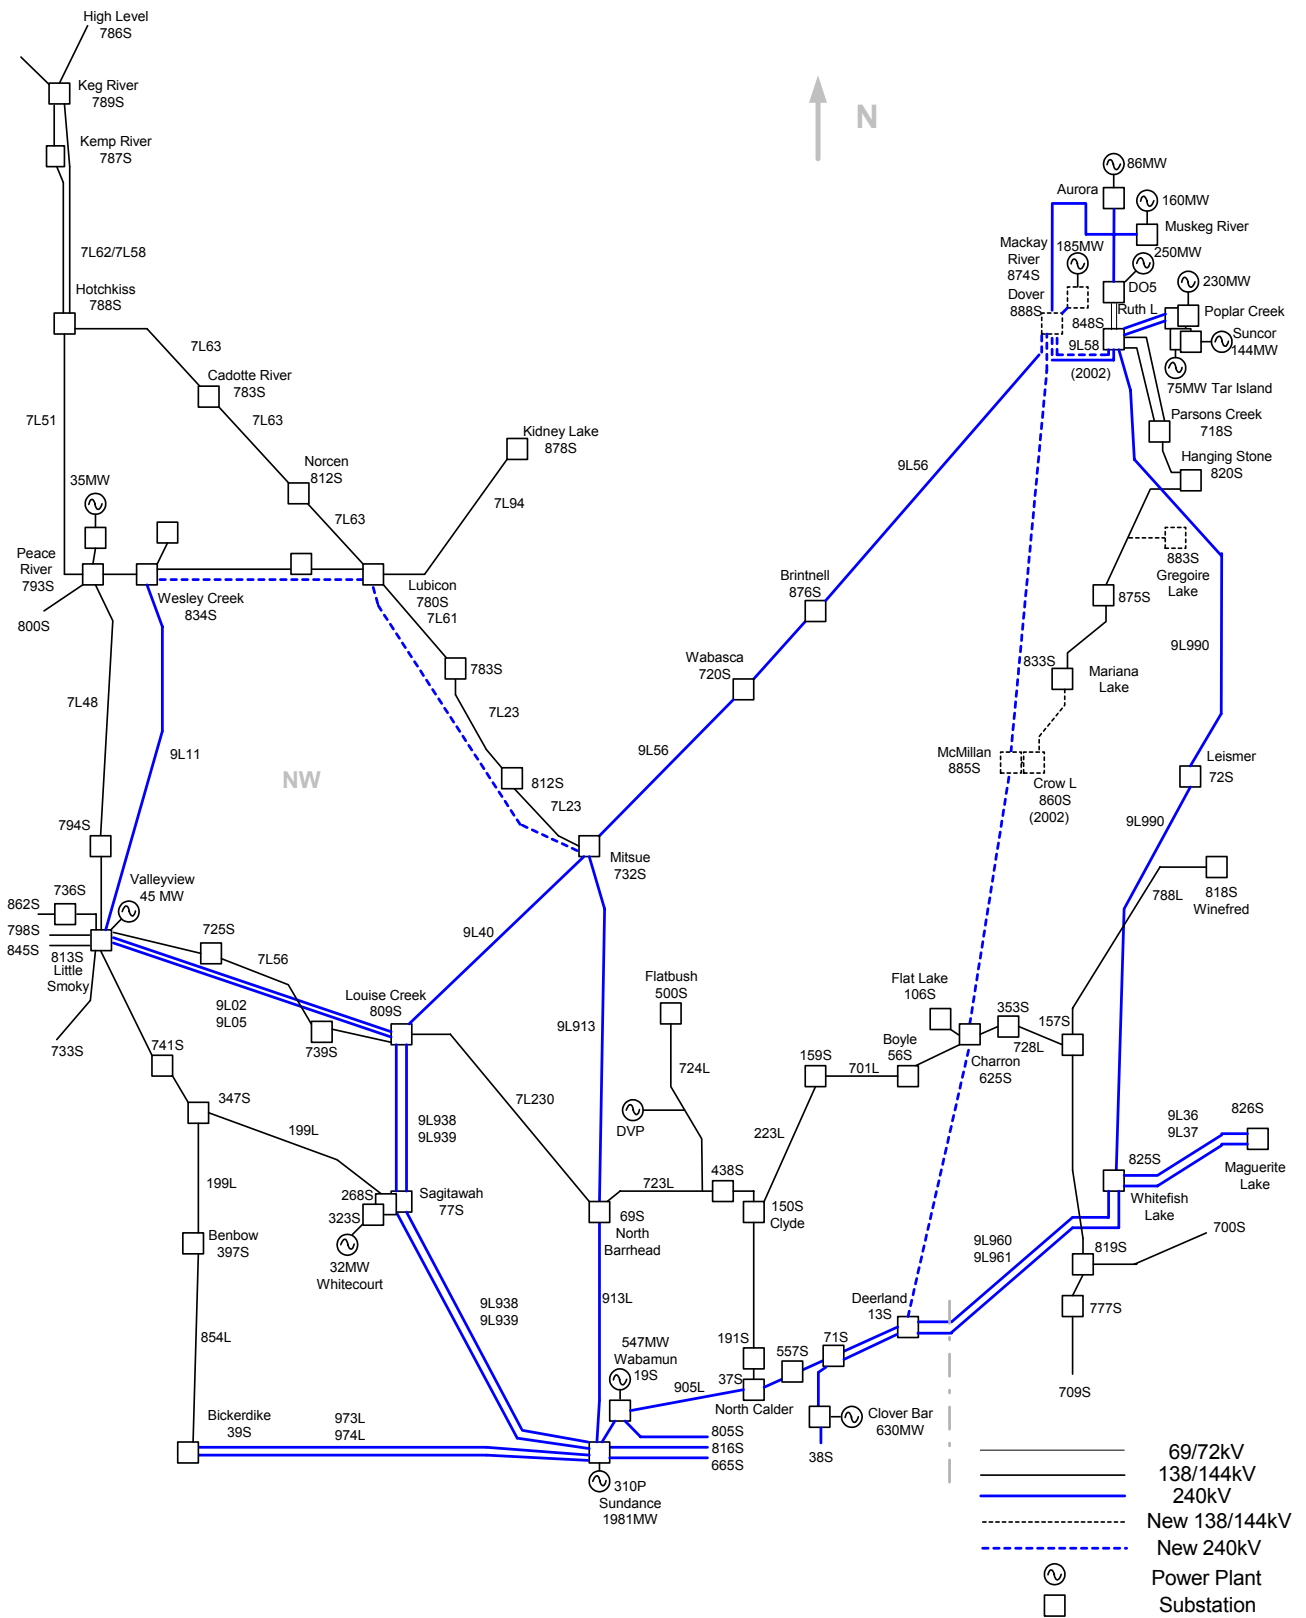 High Level
786S
Keg River
789S
Kemp River
787S
N
86MW
Aurora
160MW
Muskeg River
Mackay
River
874S
185MW
250MW
DO5
230MW
Dover
888S
Ruth L
848S
Poplar Creek
Suncor
144MW
9L58
(2002)
75MW Tar Island
7L62/7L58
Hotchkiss
788S
7L63
Cadotte River
783S
7L63
7L51
Parsons Creek
718S
Hanging Stone
820S
Kidney Lake
878S
9L56
Norcen
812S
35MW
7L94
7L63
Peace
River
793S
883S
Gregoire
Lake
Wesley Creek
834S
Lubicon
780S
7L61
Brintnell
876S
875S
800S
9L990
Wabasca
720S
783S
833S
Mariana
Lake
7L48
7L23
9L11
9L56
McMillan
885S
Leismer
72S
NW
812S
Crow L
860S
(2002)
7L23
9L990
794S
Mitsue
732S
Valleyview
45 MW
736S
862S
788L
818S
Winefred
798S
845S
813S
Little
Smoky
725S
7L56
9L40
9L02
9L05
Louise Creek
809S
Flatbush
500S
Flat Lake
106S
353S
157S
9L913
733S
739S
741S
Boyle
56S
728L
Charron
625S
159S
701L
724L
347S
7L230
9L938
9L939
DVP
223L
199L
9L36
9L37
826S
Maguerite
Lake
438S
825S
199L
268S
Sagitawah
77S
723L
Whitefish
Lake
323S
69S
North
Barrhead
150S
Clyde
700S
Benbow
397S
32MW
Whitecourt
9L960
9L961
819S
9L938
9L939
913L
Deerland
13S
777S
854L
547MW
Wabamun
19S
191S
557S
71S
37S
905L
North Calder
709S
Bickerdike
39S
973L
974L
Clover Bar
630MW
805S
816S
665S
38S
310P
Sundance
1981MW
69/72kV
138/144kV
240kV
New 138/144kV
New 240kV
Power Plant
Substation